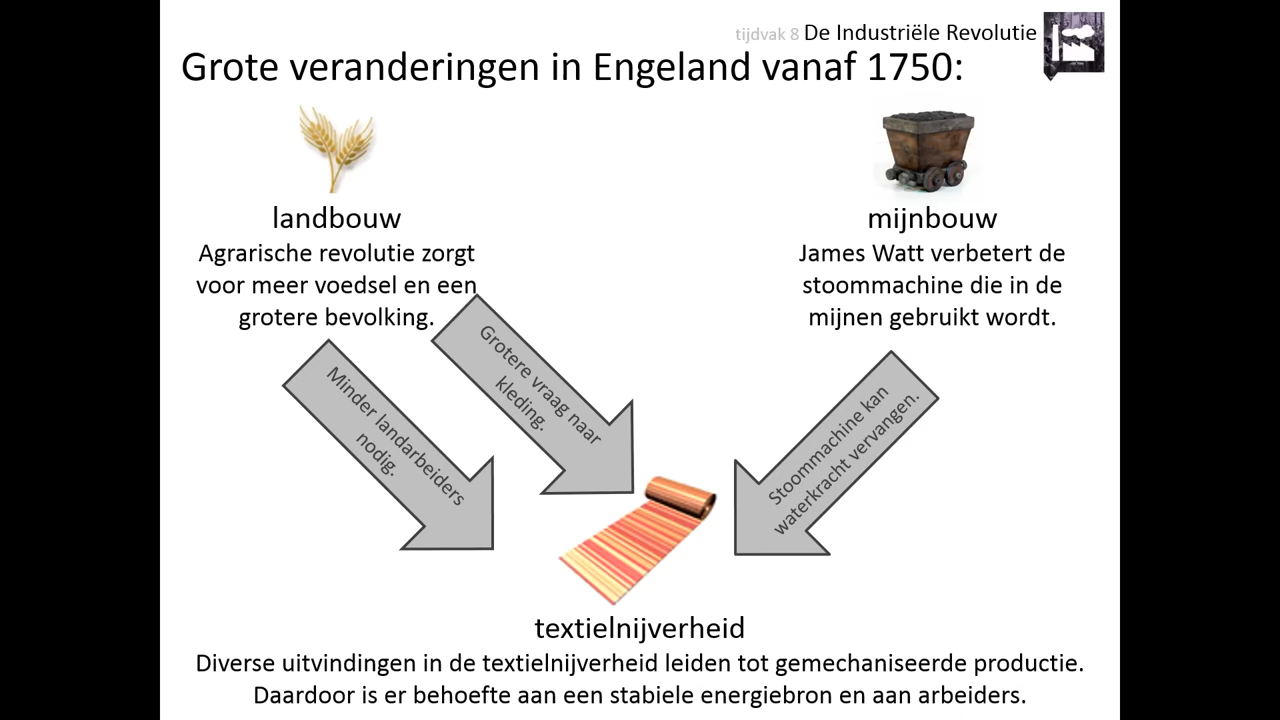 tijdvak 8 De Industriële Revolutie
Grote veranderingen in Engeland vanaf 1750:
landbouw
Agrarische revolutie zorgt
voor meer voedsel en een
grotere bevolking.
mijnbouw
James Watt verbetert de
stoommachine die in de
mijnen gebruikt wordt.
Minder landarbeiders
nodig.
Grotere vraag naar
kleding.
Stoommachine kan
waterkracht vervangen.
textielnijverheid
Diverse uitvindingen in de textielnijverheid leiden tot gemechaniseerde productie.
Daardoor is er behoefte aan een stabiele energiebron en aan arbeiders.